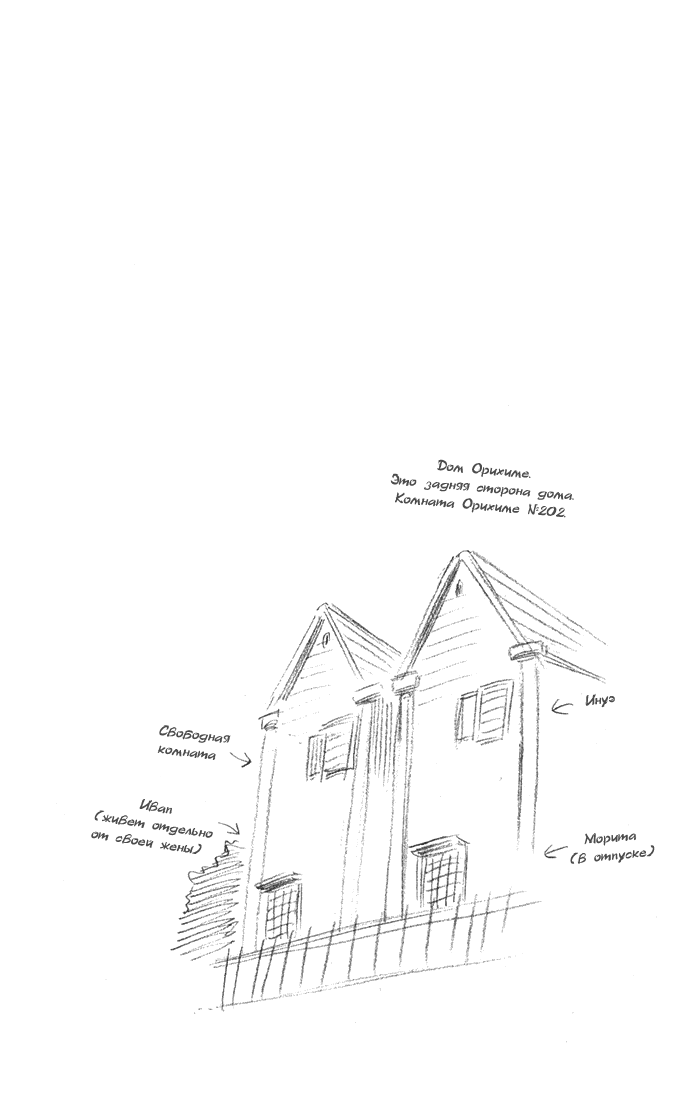 Дом Орихиме.
Это задняя сторона дома.
Комната Орихиме №202.
Инуэ
Свободная
комната
Иван
(живет отдельно
от своей жены)
Морита
(в отпуске)